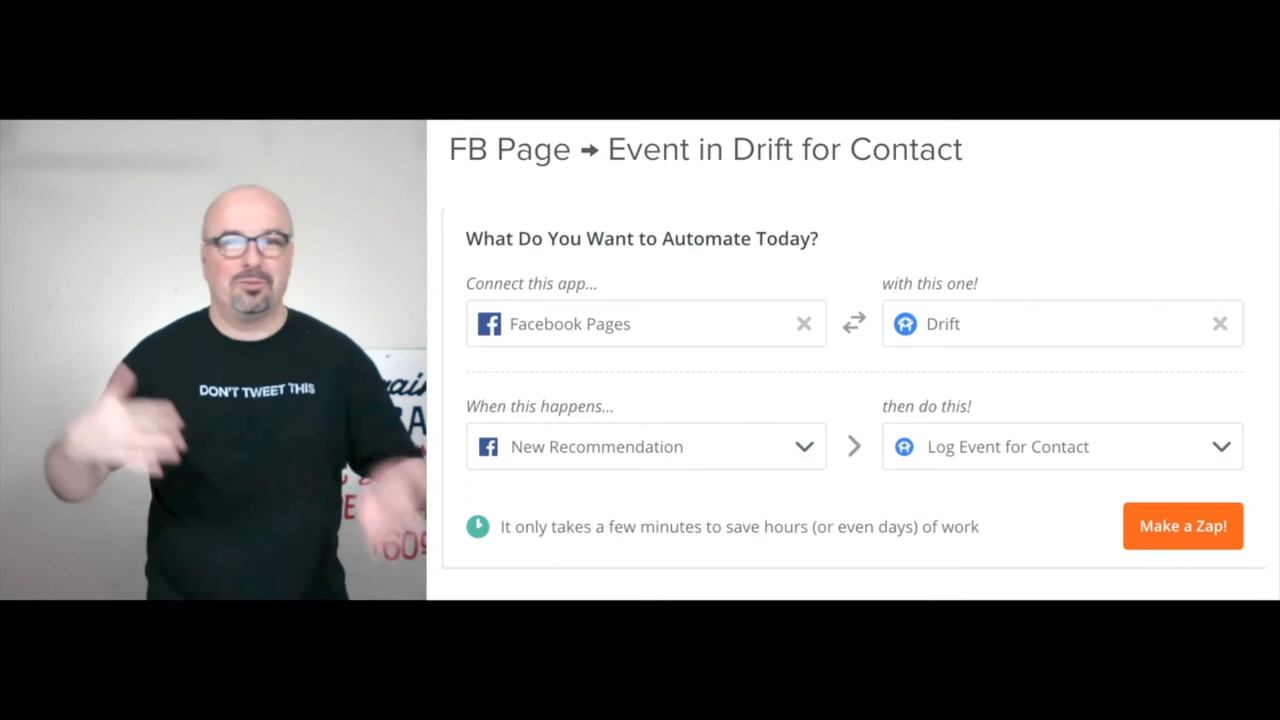 FB Page → Event in Drift for Contact
What Do You Want to Automate Today?
Connect this app...
with this one!
Facebook Pages
Drift
When this happens...
then do this!
New Recommendation
Log Event for Contact
It only takes a few minutes to save hours (or even days) of work
Make a Zap!
DON'T TWEET THIS